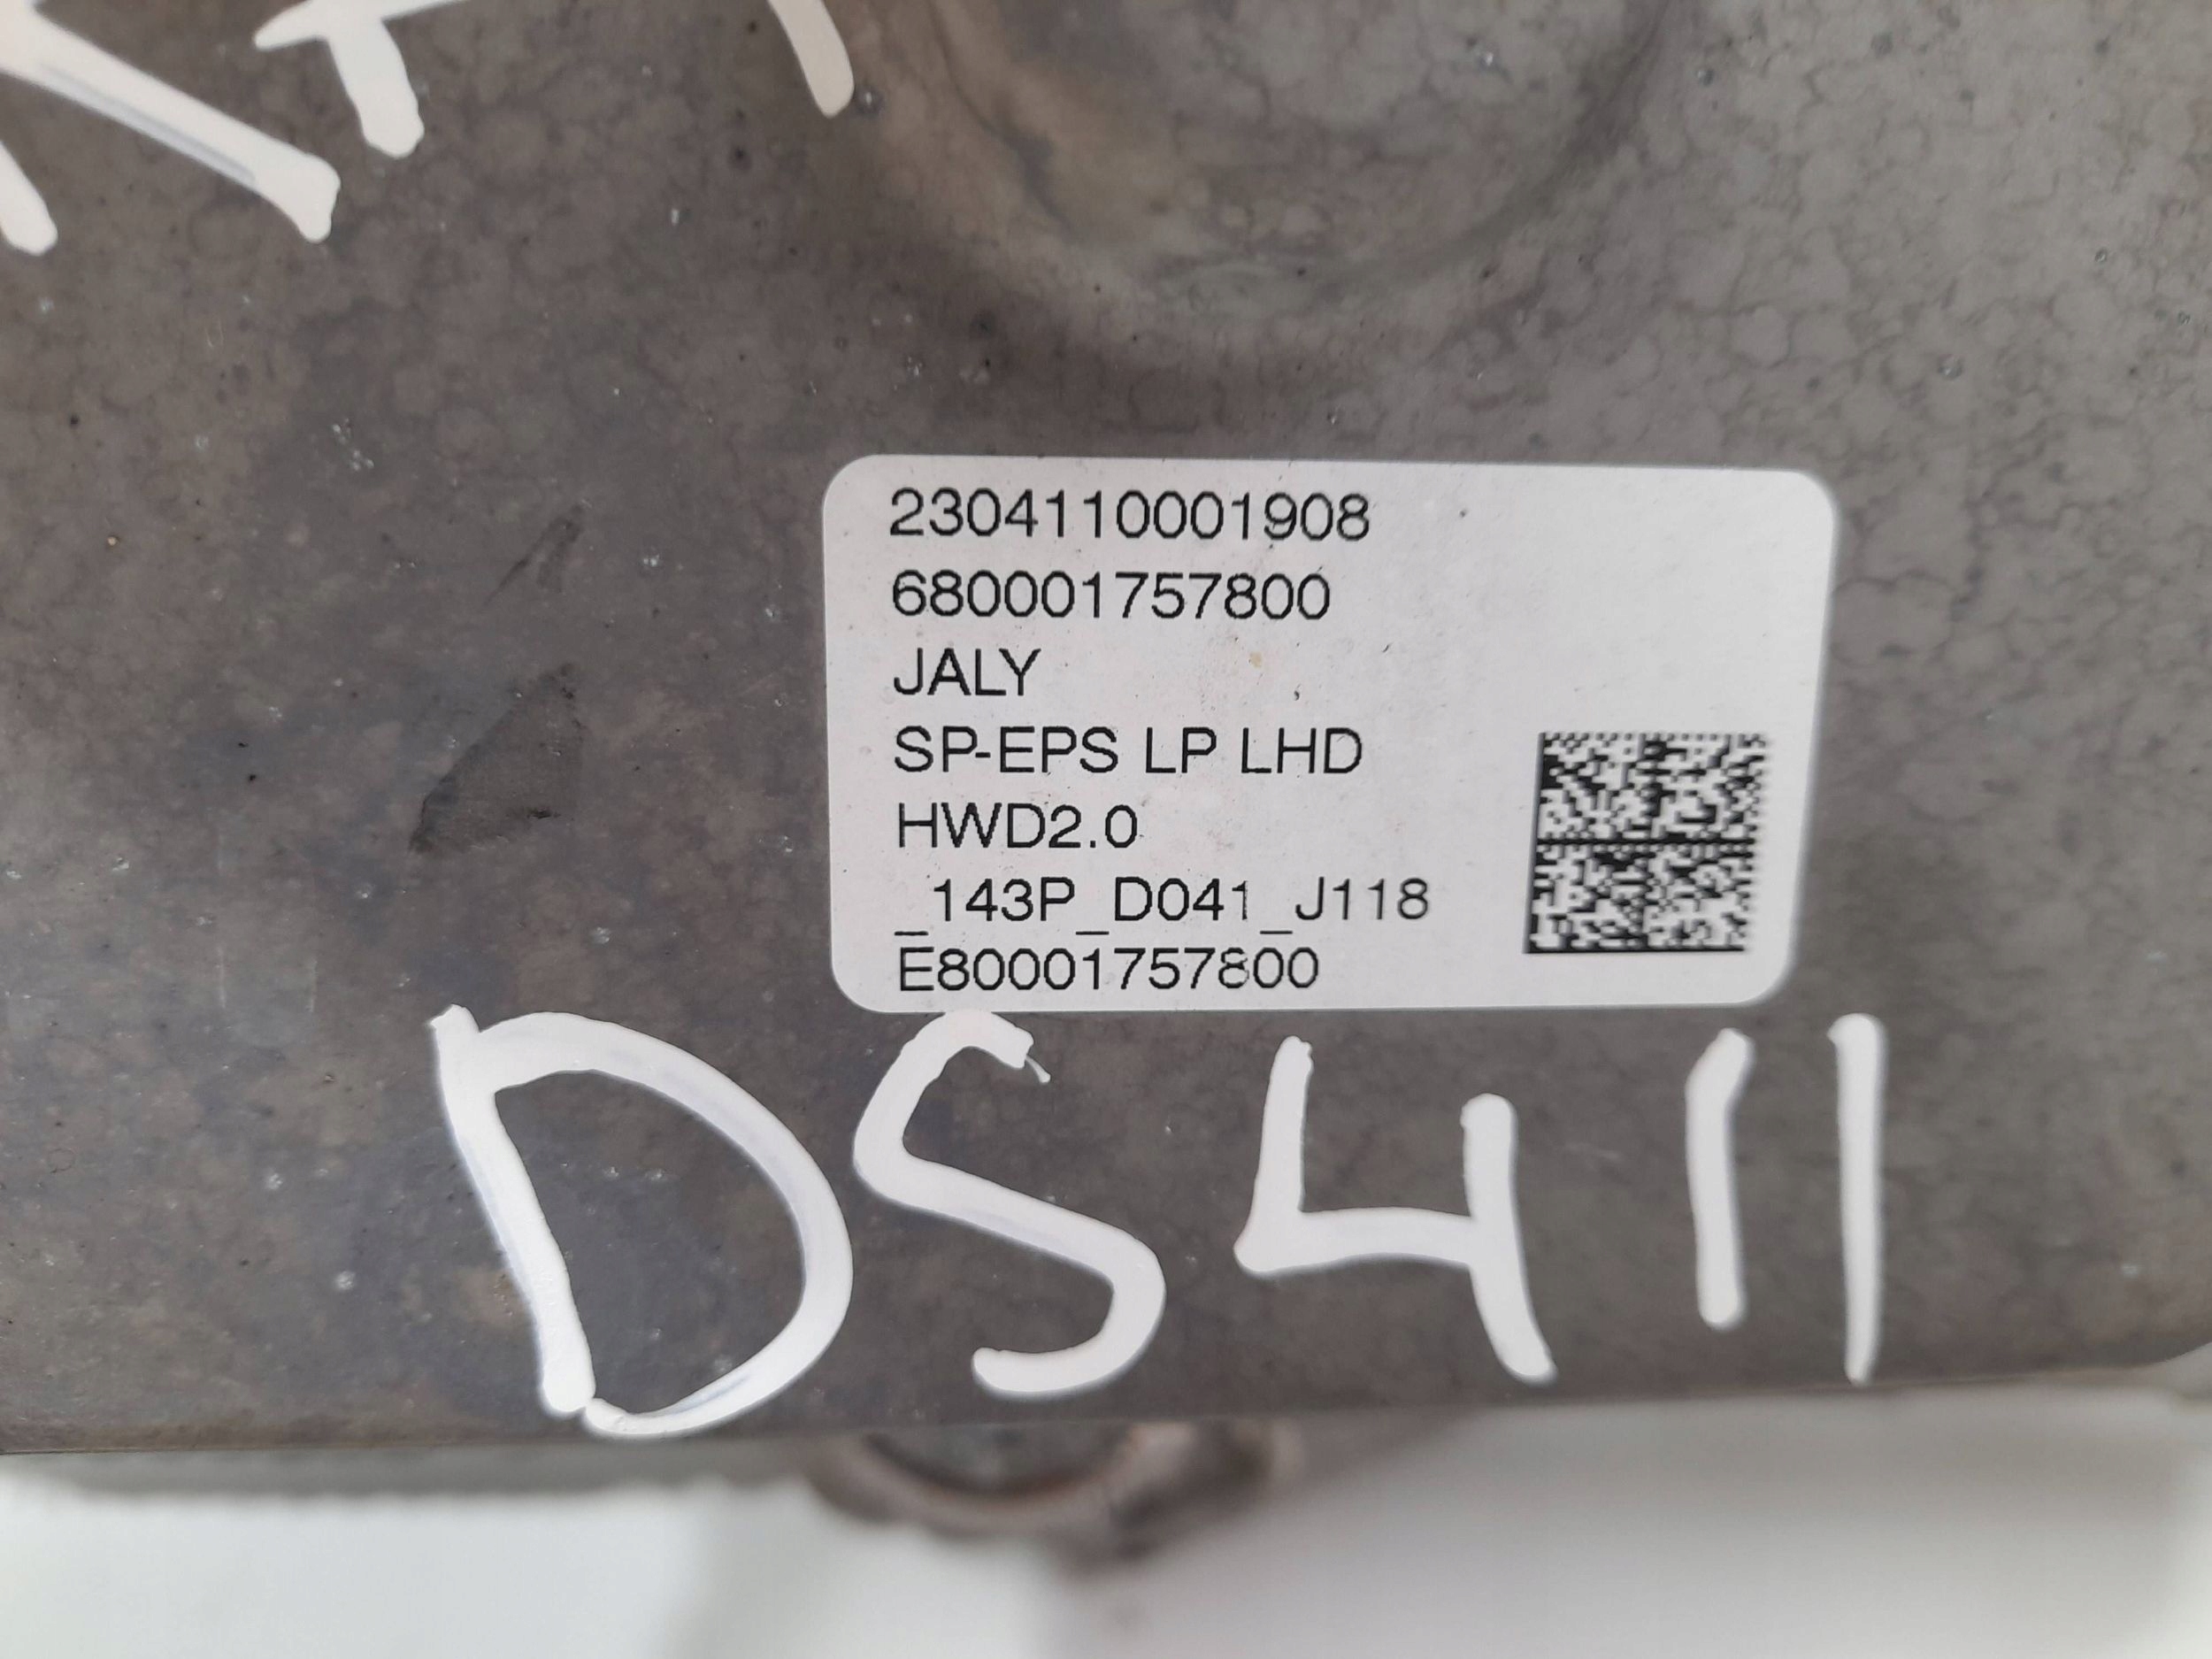 2304110001908
680001757800
JALY
SP-EPS LP LHD
HWD2.0
_143P_D041_J118
E80001757800
DS411